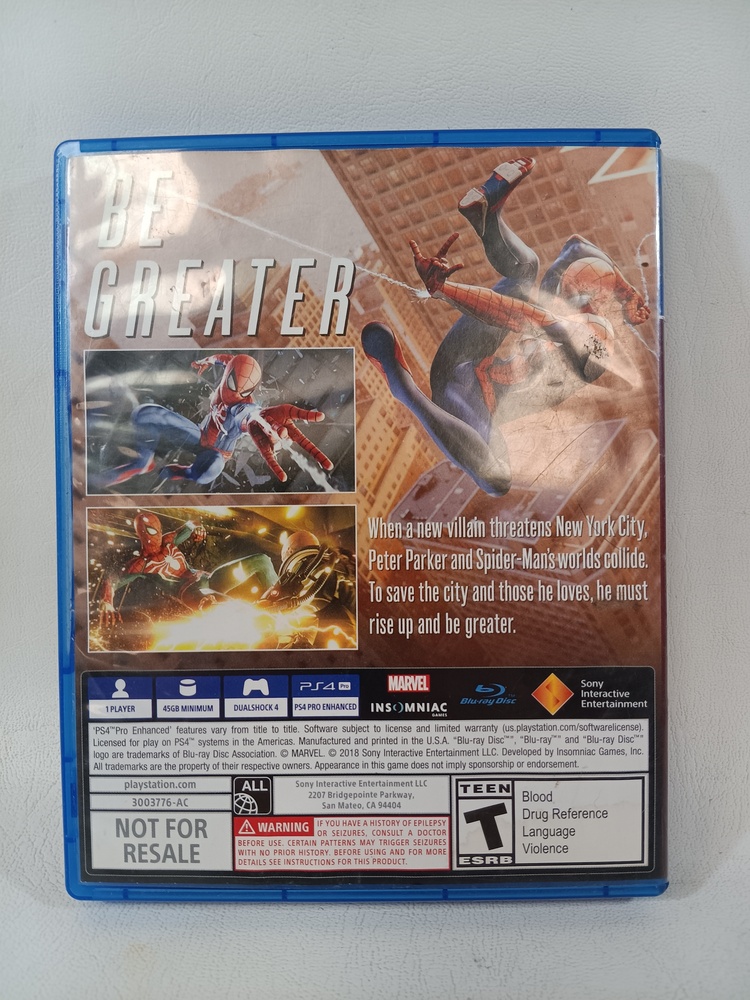 BE
GREATER
When a new villain threatens New York City,
Peter Parker and Spider-Man's worlds collide.
To save the city and those he loves, he must
rise up and be greater.
1 PLAYER
45GB MINIMUM
DUALSHOCK 4
PS4 Pro
PS4 PRO ENHANCED
MARVEL
INSOMNIAC
GAMES
Blu-ray Disc™
Sony
Interactive
Entertainment
'PS4™Pro Enhanced' features vary from title to title. Software subject to license and limited warranty (us.playstation.com/softwarelicense).
Licensed for play on PS4™ systems in the Americas. Manufactured and printed in the U.S.A. "Blu-ray Disc™", "Blu-ray™" and "Blu-ray Disc™"
logo are trademarks of Blu-ray Disc Association. © MARVEL. © 2018 Sony Interactive Entertainment LLC. Developed by Insomniac Games, Inc.
All trademarks are the property of their respective owners. Appearance in this game does not imply sponsorship or endorsement.
playstation.com
3003776-AC
NOT FOR
RESALE
ALL
Sony Interactive Entertainment LLC
2207 Bridgepointe Parkway,
San Mateo, CA 94404
WARNING IF YOU HAVE A HISTORY OF EPILEPSY
OR SEIZURES, CONSULT A DOCTOR
BEFORE USE. CERTAIN PATTERNS MAY TRIGGER SEIZURES
WITH NO PRIOR HISTORY. BEFORE USING AND FOR MORE
DETAILS SEE INSTRUCTIONS FOR THIS PRODUCT.
TEEN
T
ESRB
Blood
Drug Reference
Language
Violence